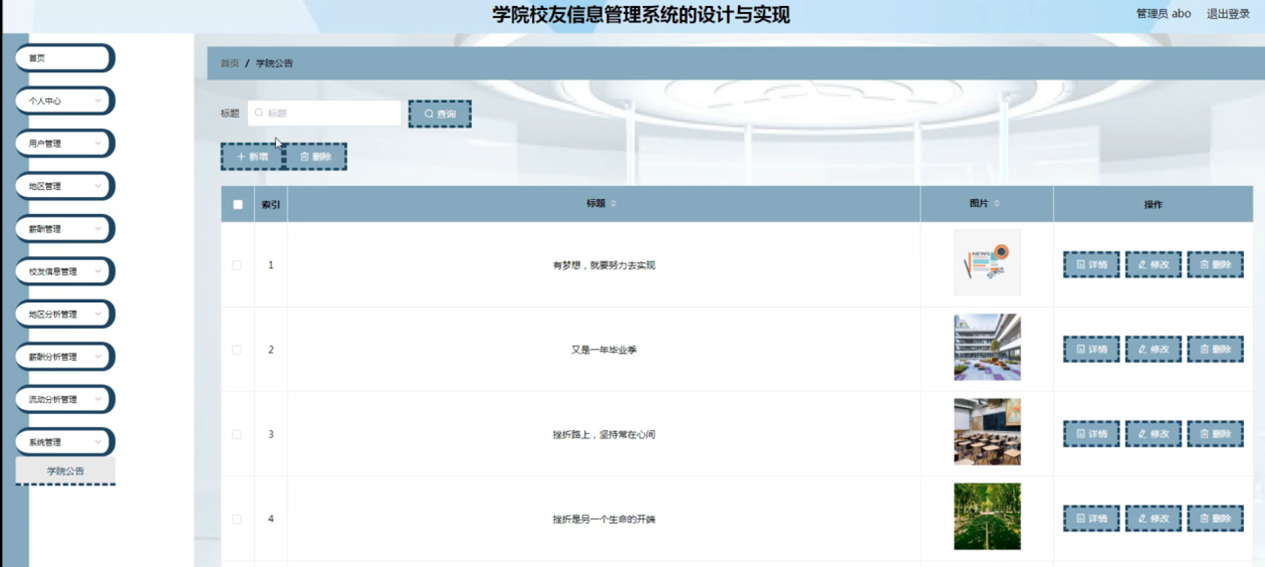 学院校友信息管理系统的设计与实现
管理员 abo 退出登录
首页
个人中心
用户管理
地区管理
薪酬管理
校友信息管理
地区分析管理
薪酬分析管理
流动分析管理
系统管理
学院公告
首页 / 学院公告
标题 标题 查询
新增 删除
索引 标题 图片 操作
1 有梦想，就要努力去实现 NEWS 详情 修改 删除
2 又是一年毕业季 详情 修改 删除
3 挫折路上，坚持常在心间 详情 修改 删除
4 挫折是另一个生命的开端 详情 修改 删除